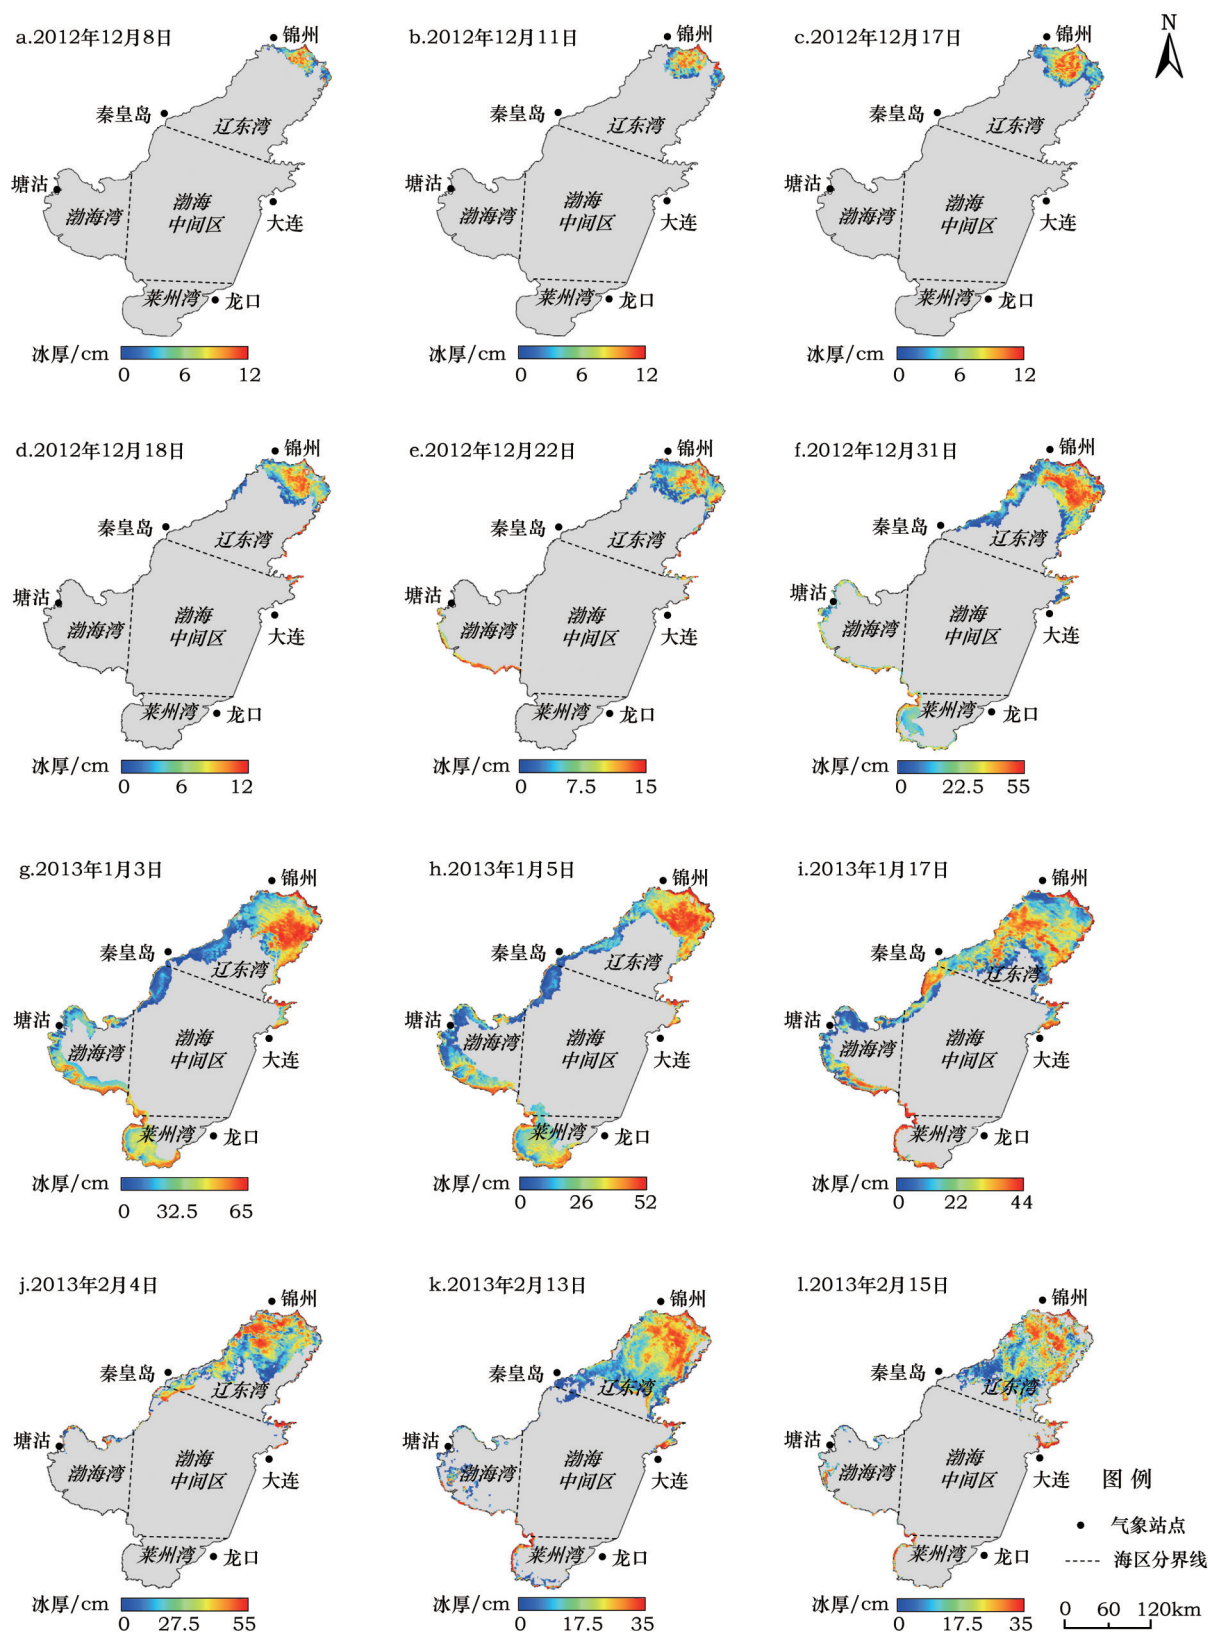 N
a.2012年12月8日
锦州
秦皇岛
辽东湾
塘沽
渤海湾
渤海
中间区
大连
莱州湾
龙口
冰厚/cm
0 6 12
b.2012年12月11日
锦州
秦皇岛
辽东湾
塘沽
渤海湾
渤海
中间区
大连
莱州湾
龙口
冰厚/cm
0 6 12
c.2012年12月17日
锦州
秦皇岛
辽东湾
塘沽
渤海湾
渤海
中间区
大连
莱州湾
龙口
冰厚/cm
0 6 12
d.2012年12月18日
锦州
秦皇岛
辽东湾
塘沽
渤海湾
渤海
中间区
大连
莱州湾
龙口
冰厚/cm
0 6 12
e.2012年12月22日
锦州
秦皇岛
辽东湾
塘沽
渤海湾
渤海
中间区
大连
莱州湾
龙口
冰厚/cm
0 7.5 15
f.2012年12月31日
锦州
秦皇岛
辽东湾
塘沽
渤海湾
渤海
中间区
大连
莱州湾
龙口
冰厚/cm
0 22.5 55
g.2013年1月3日
锦州
秦皇岛
辽东湾
塘沽
渤海湾
渤海
中间区
大连
莱州湾
龙口
冰厚/cm
0 32.5 65
h.2013年1月5日
锦州
秦皇岛
辽东湾
塘沽
渤海湾
渤海
中间区
大连
莱州湾
龙口
冰厚/cm
0 26 52
i.2013年1月17日
锦州
秦皇岛
辽东湾
塘沽
渤海湾
渤海
中间区
大连
莱州湾
龙口
冰厚/cm
0 22 44
j.2013年2月4日
锦州
秦皇岛
辽东湾
塘沽
渤海湾
渤海
中间区
大连
莱州湾
龙口
冰厚/cm
0 27.5 55
k.2013年2月13日
锦州
秦皇岛
辽东湾
塘沽
渤海湾
渤海
中间区
大连
莱州湾
龙口
冰厚/cm
0 17.5 35
l.2013年2月15日
锦州
秦皇岛
辽东湾
塘沽
渤海湾
渤海
中间区
大连
莱州湾
龙口
冰厚/cm
0 17.5 35
图 例
气象站点
海区分界线
0 60 120km